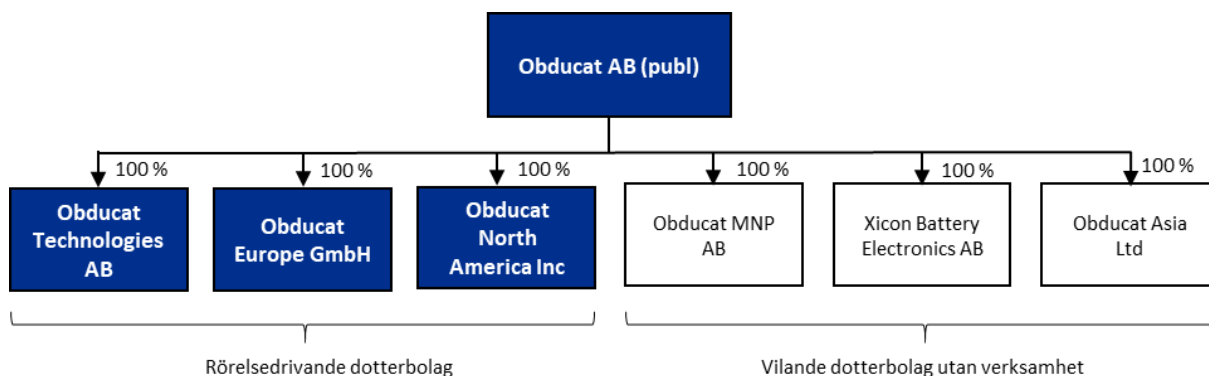 Obducat AB (publ)
100 %
100 %
100 %
100 %
100 %
100 %
Obducat
Technologies
AB
Obducat
Europe GmbH
Obducat
North
America Inc
Obducat MNP
AB
Xicon Battery
Electronics AB
Obducat Asia
Ltd
Rörelsedrivande dotterbolag
Vilande dotterbolag utan verksamhet